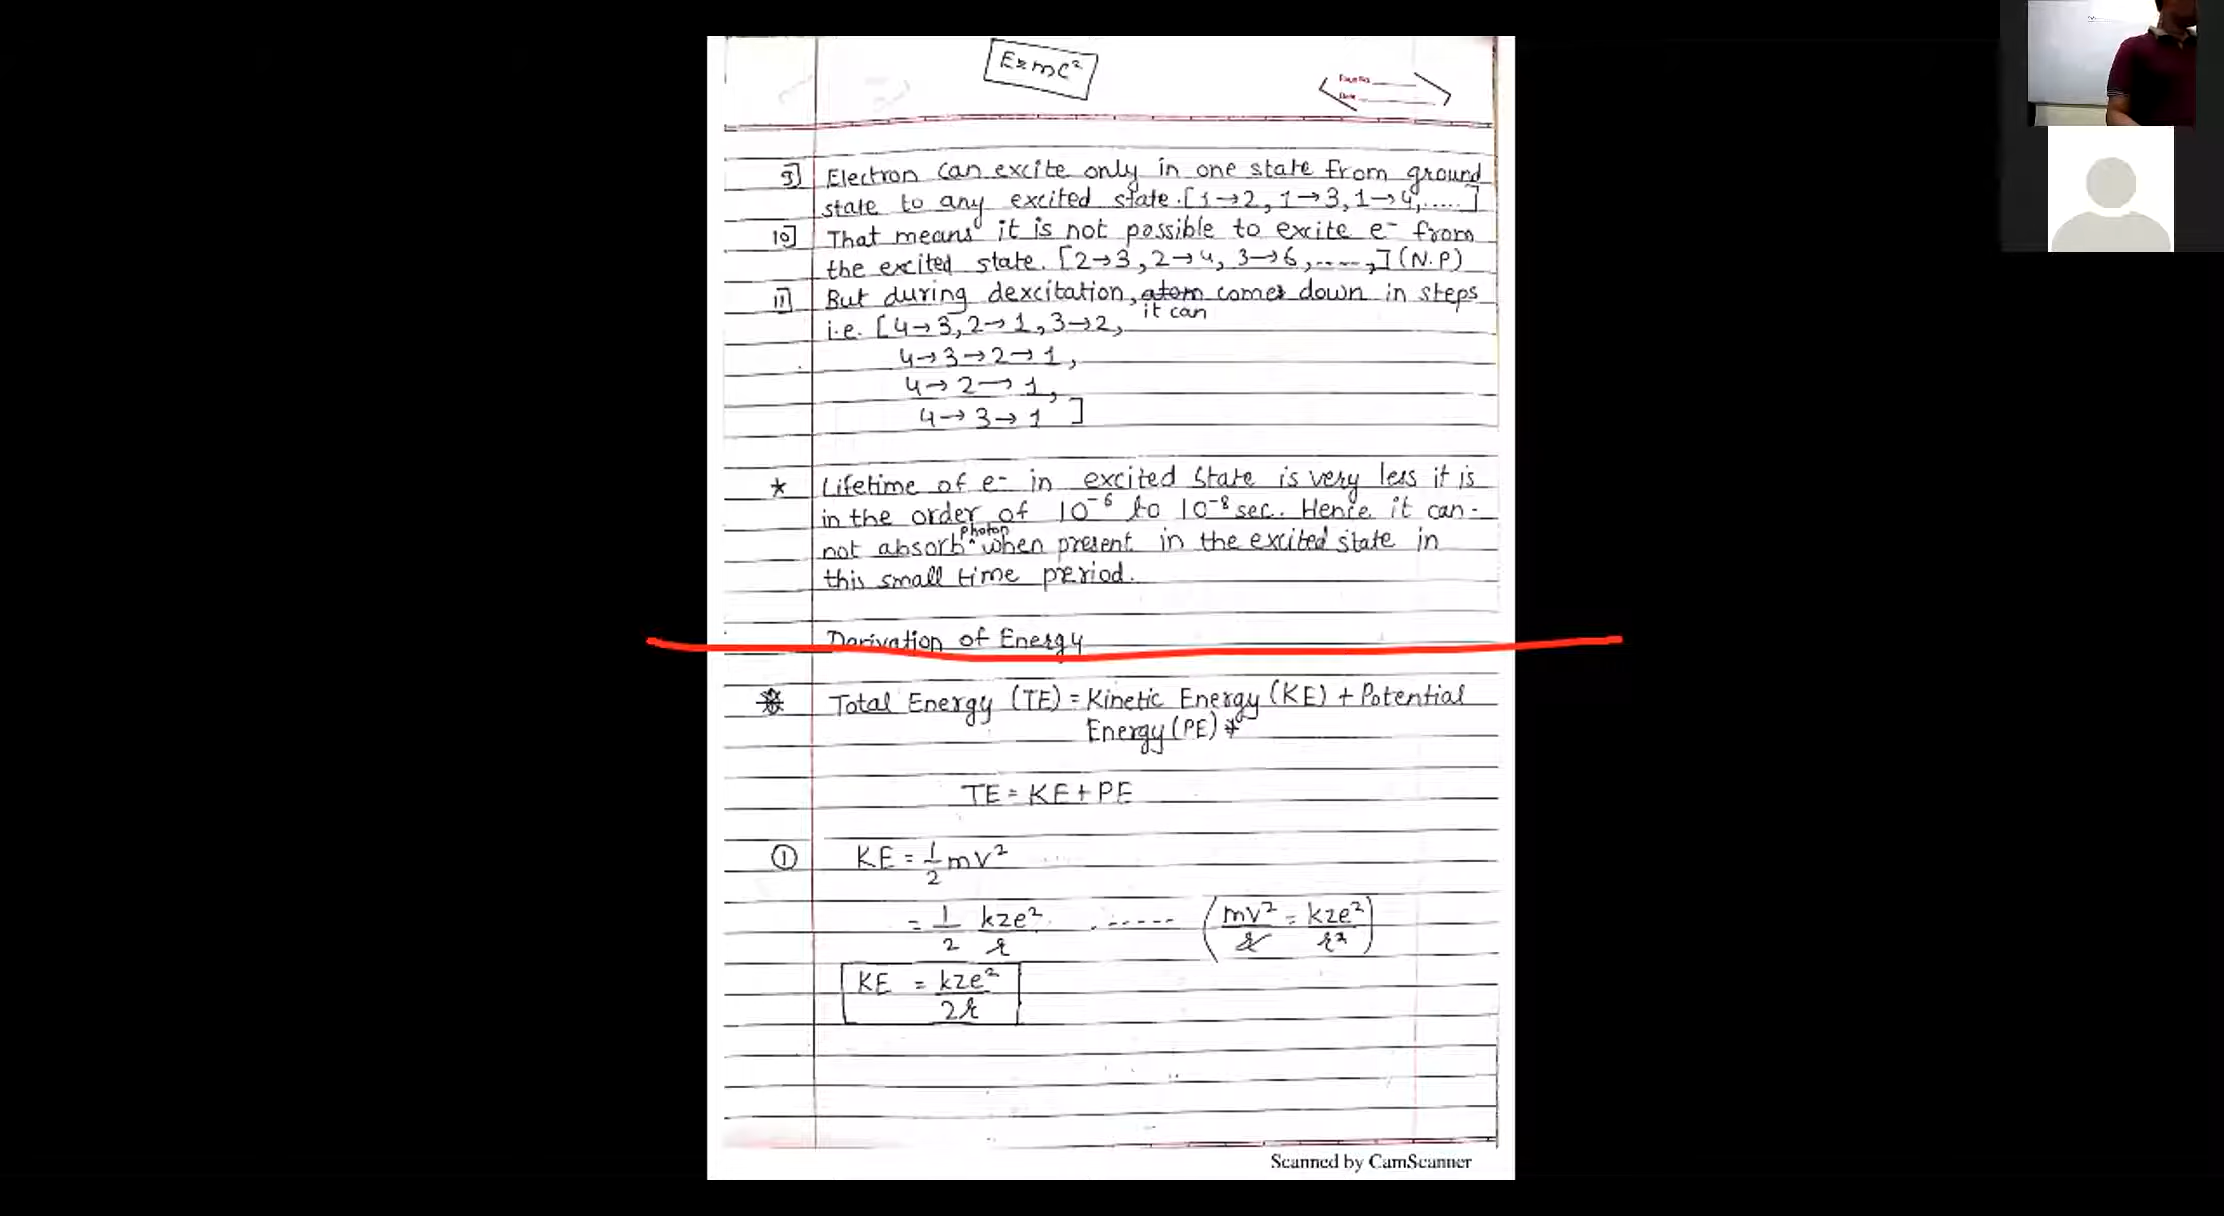 E=mc²
Page No.
Date
9] Electron can excite only in one state from ground
state to any excited state.[1→2, 1→3, 1→4,.....]
10] That means it is not possible to excite e⁻ from
the excited state. [2→3, 2→4, 3→6,----,] (N.P)
11] But during dexcitation, atom comes down in steps
it can
i.e. [4→3, 2→1, 3→2,
4→3→2→1,
4→2→1,
4→3→1 ]
* Lifetime of e⁻ in excited state is very less it is
in the order of 10⁻⁶ to 10⁻⁸ sec. Hence it can-
photon
not absorb ^ when present in the excited state in
this small time period.
Derivation of Energy
* Total Energy (TE) = Kinetic Energy (KE) + Potential
Energy (PE) *
TE = KE + PE
① KE = 1/2 mv²
= 1/2 kze²/r ------ (mv²/r = kze²/r²)
KE = kze²/2r
Scanned by CamScanner